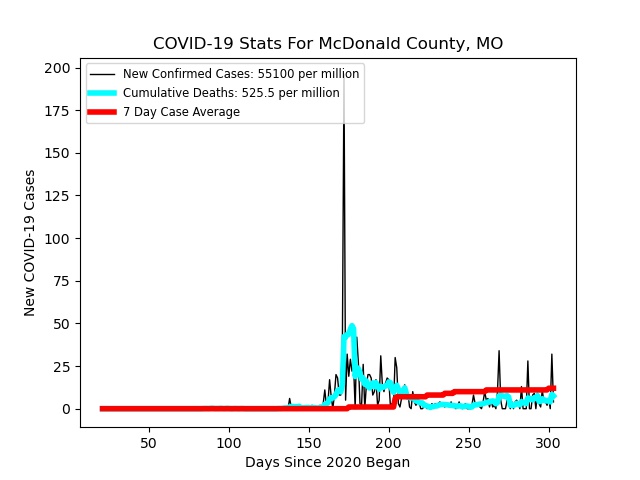 COVID-19 Stats For McDonald County, MO
New Confirmed Cases: 55100 per million
Cumulative Deaths: 525.5 per million
7 Day Case Average
New COVID-19 Cases
200
175
150
125
100
75
50
25
0
50 100 150 200 250 300
Days Since 2020 Began